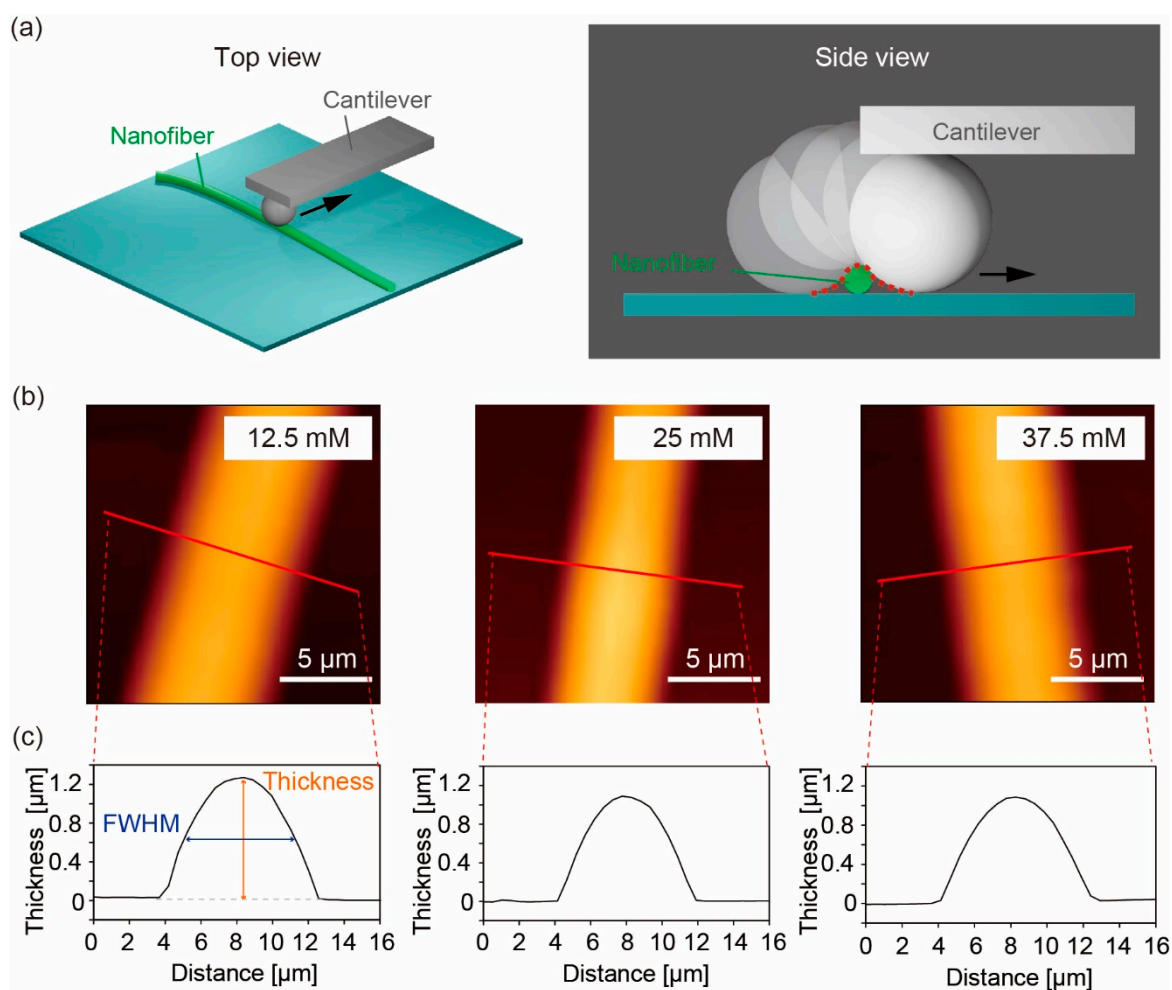 (a)
Top view
Cantilever
Nanofiber
Side view
Cantilever
Nanofiber
(b)
12.5 mM
5 µm
25 mM
5 µm
37.5 mM
5 µm
(c)
Thickness [µm]
1.2
0.8
0.4
0
FWHM
Thickness
0 2 4 6 8 10 12 14 16
Distance [µm]
Thickness [µm]
1.2
0.8
0.4
0
0 2 4 6 8 10 12 14 16
Distance [µm]
Thickness [µm]
1.2
0.8
0.4
0
0 2 4 6 8 10 12 14 16
Distance [µm]